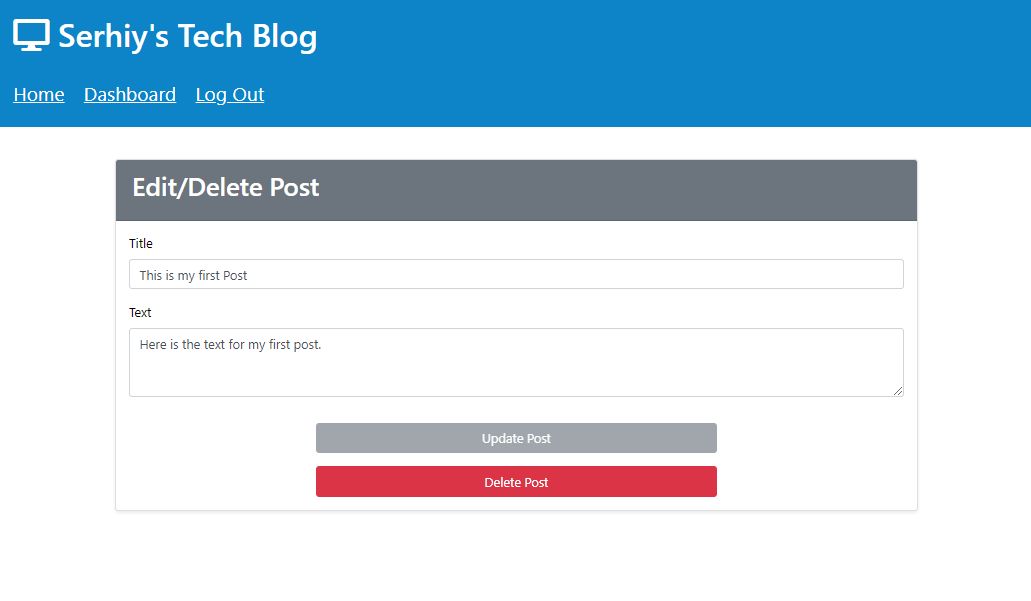 Serhiy's Tech Blog
Home Dashboard Log Out
Edit/Delete Post
Title
This is my first Post
Text
Here is the text for my first post.
Update Post
Delete Post